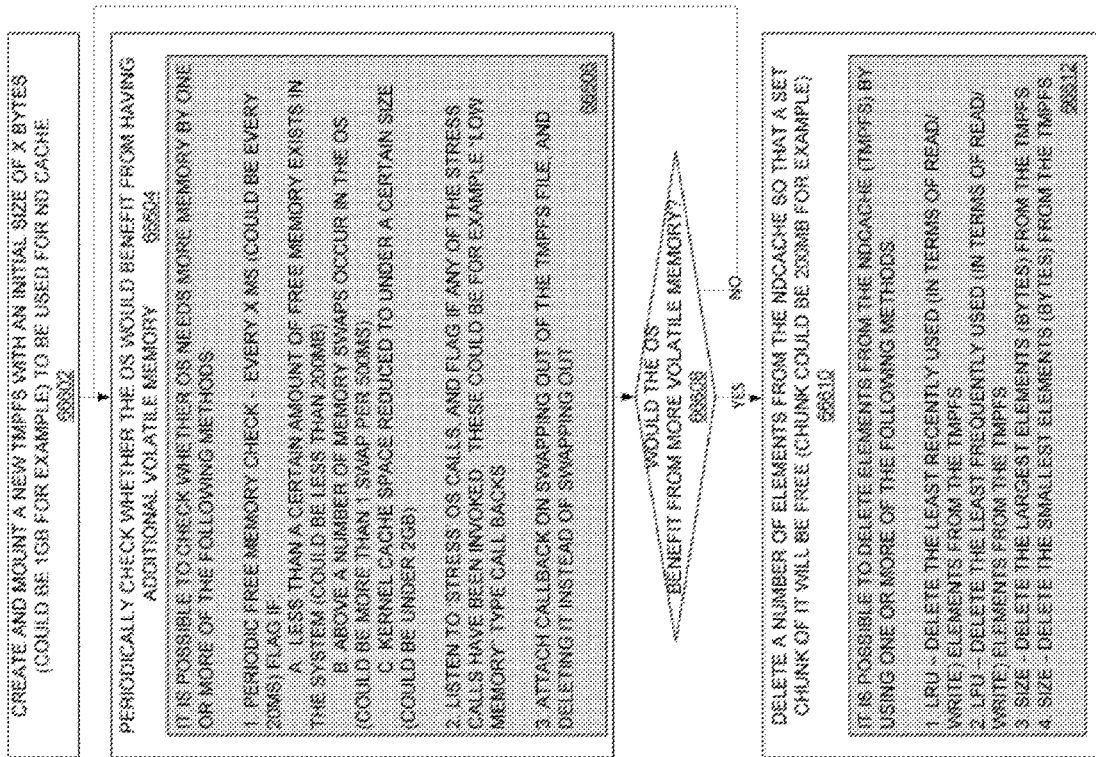 CREATE AND MOUNT A NEW TMPFS WITH AN INITIAL SIZE OF X BYTES
(COULD BE 1GB FOR EXAMPLE) TO BE USED FOR ND CACHE
66602
PERIODICALLY CHECK WHETHER THE OS WOULD BENEFIT FROM HAVING
ADDITIONAL VOLATILE MEMORY 66604
IT IS POSSIBLE TO CHECK WHETHER OS NEEDS MORE MEMORY BY ONE
OR MORE OF THE FOLLOWING METHODS
1 PERIODIC FREE MEMORY CHECK - EVERY X MS (COULD BE EVERY
20MS) FLAG IF
A LESS THAN A CERTAIN AMOUNT OF FREE MEMORY EXISTS IN
THE SYSTEM (COULD BE LESS THAN 200MB)
B ABOVE A NUMBER OF MEMORY SWAPS OCCUR IN THE OS
(COULD BE MORE THAN 1 SWAP PER 500MS)
C KERNEL CACHE SPACE REDUCED TO UNDER A CERTAIN SIZE
(COULD BE UNDER 2GB)
2 LISTEN TO 'STRESS' OS CALLS, AND FLAG IF ANY OF THE STRESS
CALLS HAVE BEEN INVOKED THESE COULD BE FOR EXAMPLE "LOW
MEMORY" TYPE CALL BACKS
3 ATTACH CALLBACK ON SWAPPING OUT OF THE TMPFS FILE, AND
DELETING IT INSTEAD OF SWAPPING OUT
66606
WOULD THE OS
BENEFIT FROM MORE VOLATILE MEMORY?
66608
NO
YES
DELETE A NUMBER OF ELEMENTS FROM THE NDCACHE SO THAT A SET
CHUNK OF IT WILL BE FREE (CHUNK COULD BE 200MB FOR EXAMPLE)
66610
IT IS POSSIBLE TO DELETE ELEMENTS FROM THE NDCACHE (TMPFS) BY
USING ONE OR MORE OF THE FOLLOWING METHODS
1 LRU - DELETE THE LEAST RECENTLY USED (IN TERMS OF READ/
WRITE) ELEMENTS FROM THE TMPFS
2 LFU - DELETE THE LEAST FREQUENTLY USED (IN TERMS OF READ/
WRITE) ELEMENTS FROM THE TMPFS
3 SIZE - DELETE THE LARGEST ELEMENTS (BYTES) FROM THE TMPFS
4 SIZE - DELETE THE SMALLEST ELEMENTS (BYTES) FROM THE TMPFS
66612